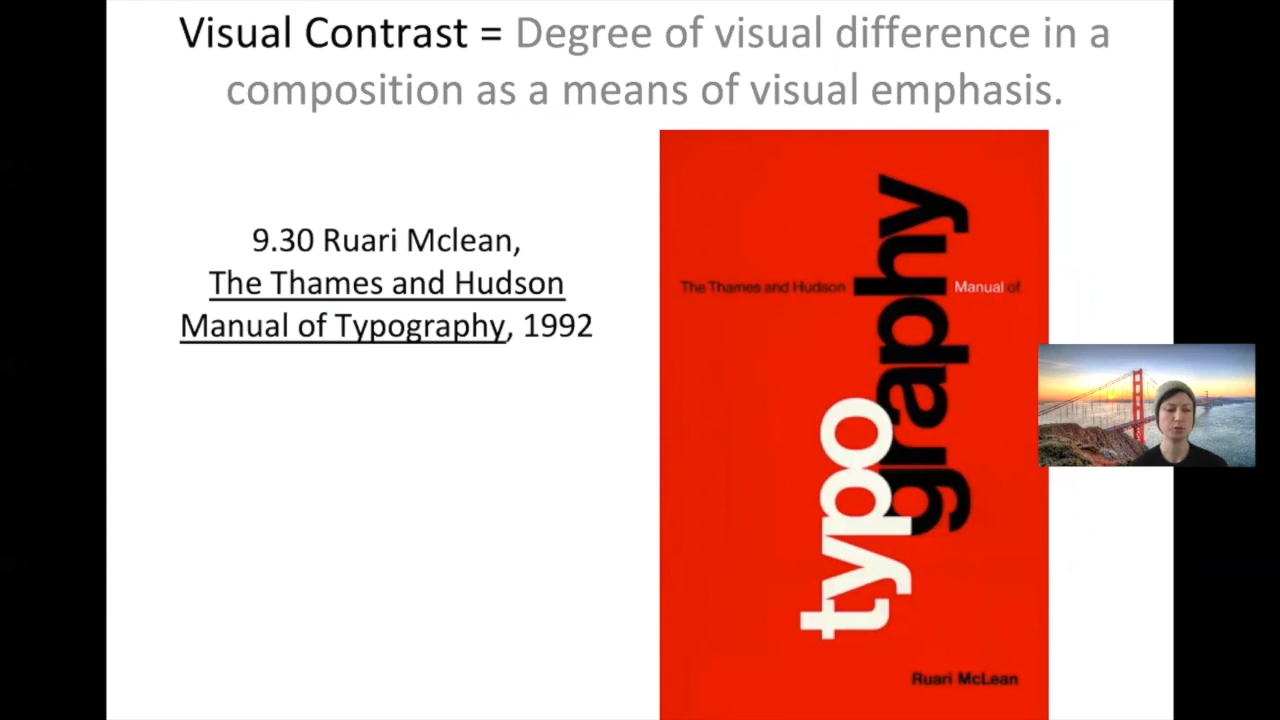 Visual Contrast = Degree of visual difference in a
composition as a means of visual emphasis.
9.30 Ruari Mclean,
The Thames and Hudson
Manual of Typography, 1992
The Thames and Hudson
Manual of
typo
graphy
Ruari McLean